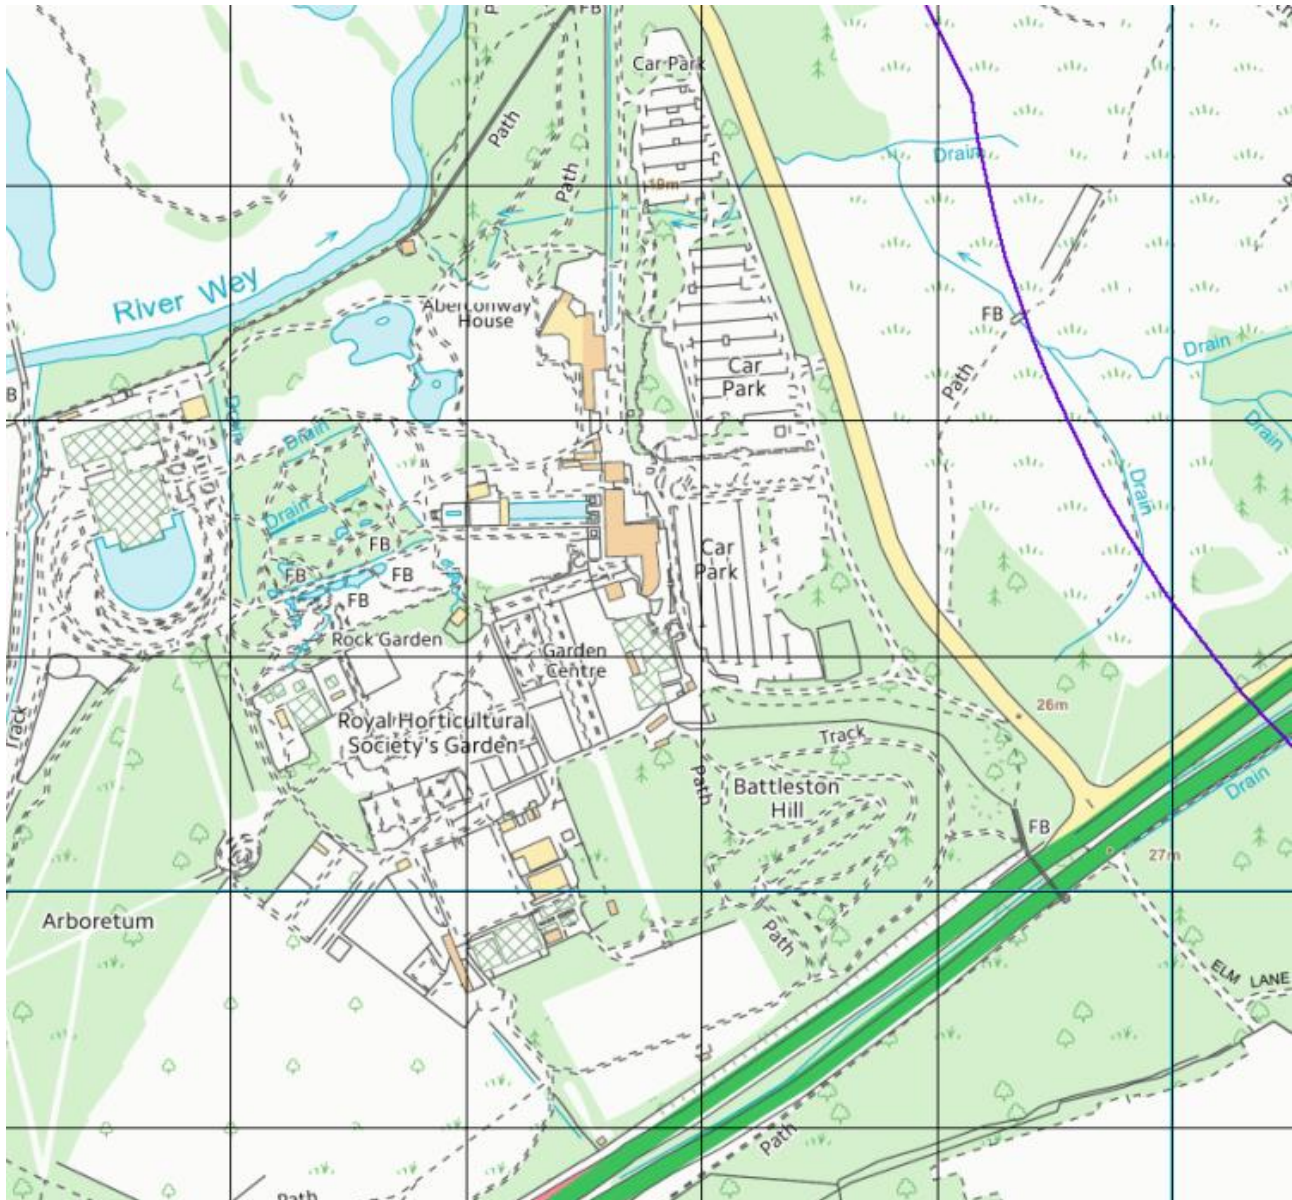 P
FB
Car Park
Path
Drain
19m
Path
River Wey
Aberconway
House
FB
Drain
Car
Park
Path
B
Drain
Drain
Drain
Drain
Drain
FB
Car
Park
FB
FB
FB
Rock Garden
Garden
Centre
Track
Royal Horticultural
Society's Garden
26m
Track
Path
Battleston
Hill
Drain
FB
27m
Arboretum
Path
ELM LANE
Path
Path